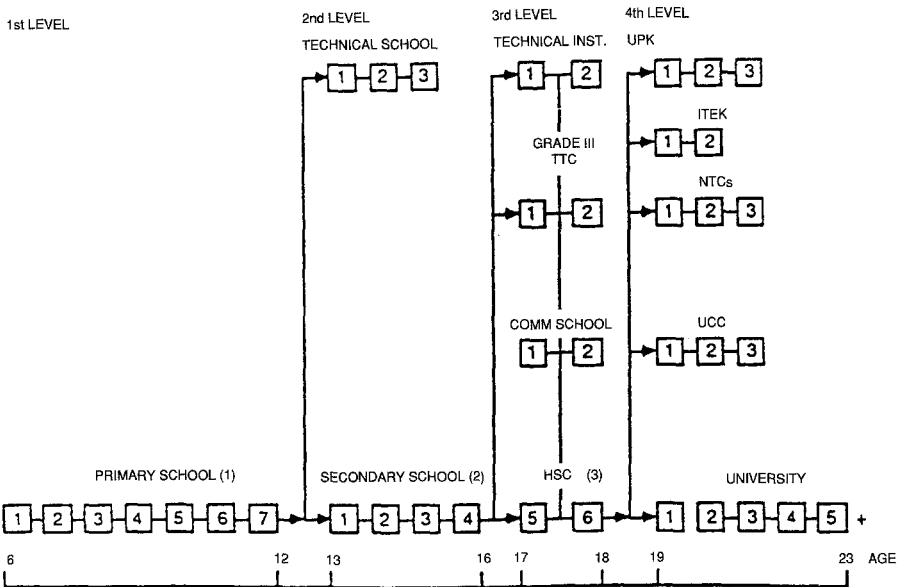 1st LEVEL
2nd LEVEL
3rd LEVEL
4th LEVEL
TECHNICAL SCHOOL
TECHNICAL INST.
UPK
1 2 3
1 2
1 2 3
ITEK
1 2
GRADE III
TTC
NTCs
1 2
1 2 3
COMM SCHOOL
UCC
1 2
1 2 3
PRIMARY SCHOOL (1)
SECONDARY SCHOOL (2)
HSC (3)
UNIVERSITY
1 2 3 4 5 6 7
1 2 3 4
5 6
1 2 3 4 5 +
6 12 13 16 17 18 19 23 AGE